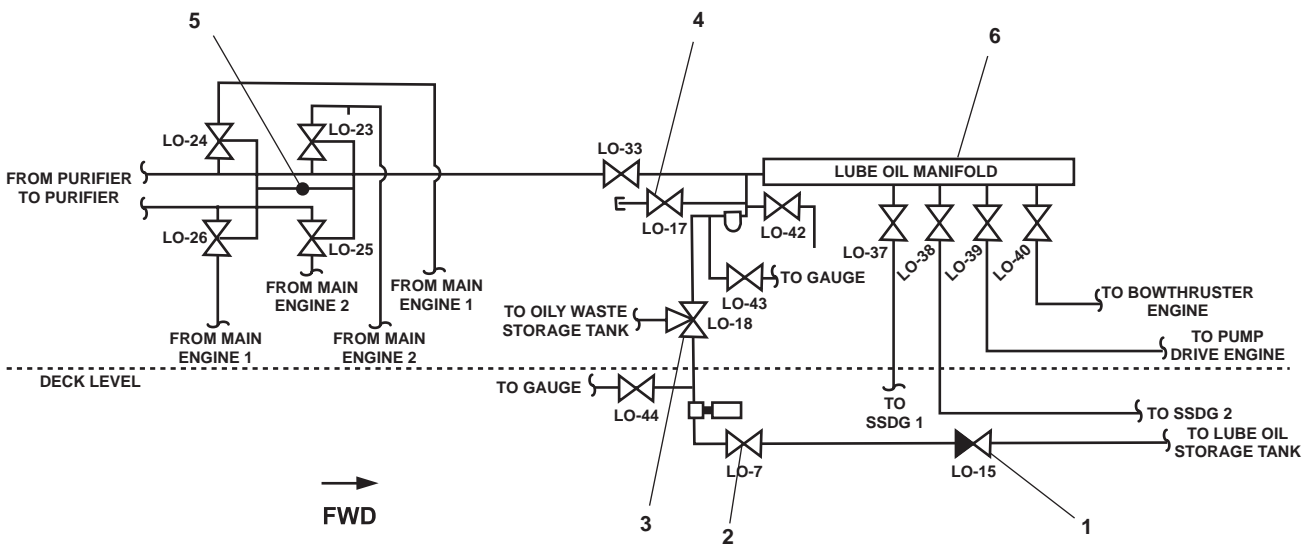 5
4
6
LO-24
LO-23
LO-33
FROM PURIFIER
TO PURIFIER
LUBE OIL MANIFOLD
LO-26
LO-25
LO-17
LO-42
LO-37
LO-38
LO-39
LO-40
FROM MAIN
ENGINE 2
FROM MAIN
ENGINE 1
TO GAUGE
LO-43
TO BOWTHRUSTER
ENGINE
TO OILY WASTE
STORAGE TANK
LO-18
FROM MAIN
ENGINE 1
FROM MAIN
ENGINE 2
TO PUMP
DRIVE ENGINE
DECK LEVEL
TO GAUGE
LO-44
TO
SSDG 1
TO SSDG 2
TO LUBE OIL
STORAGE TANK
LO-7
LO-15
FWD
3
2
1